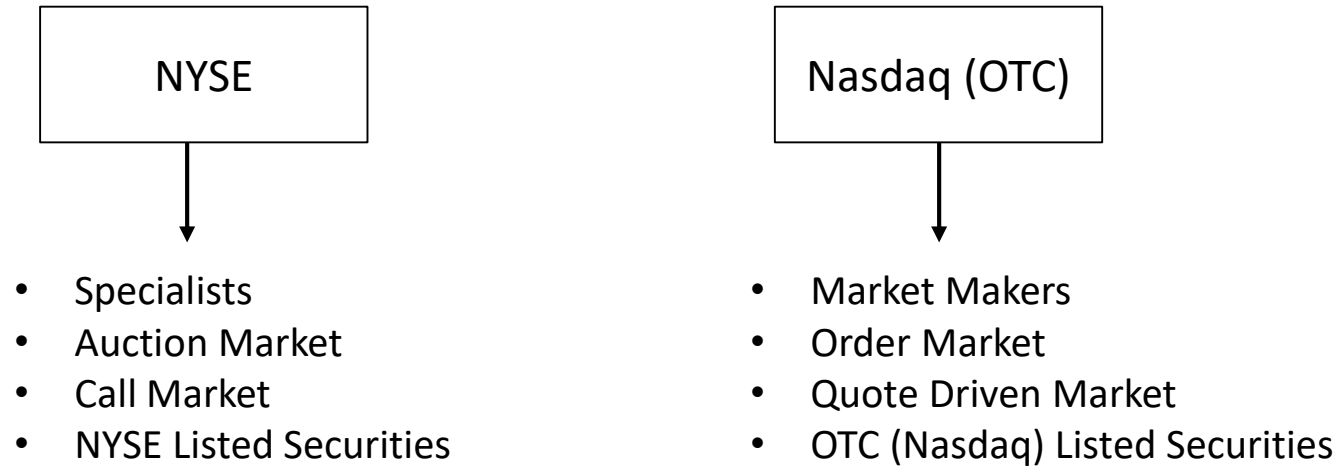 NYSE
• Specialists
• Auction Market
• Call Market
• NYSE Listed Securities
Nasdaq (OTC)
• Market Makers
• Order Market
• Quote Driven Market
• OTC (Nasdaq) Listed Securities